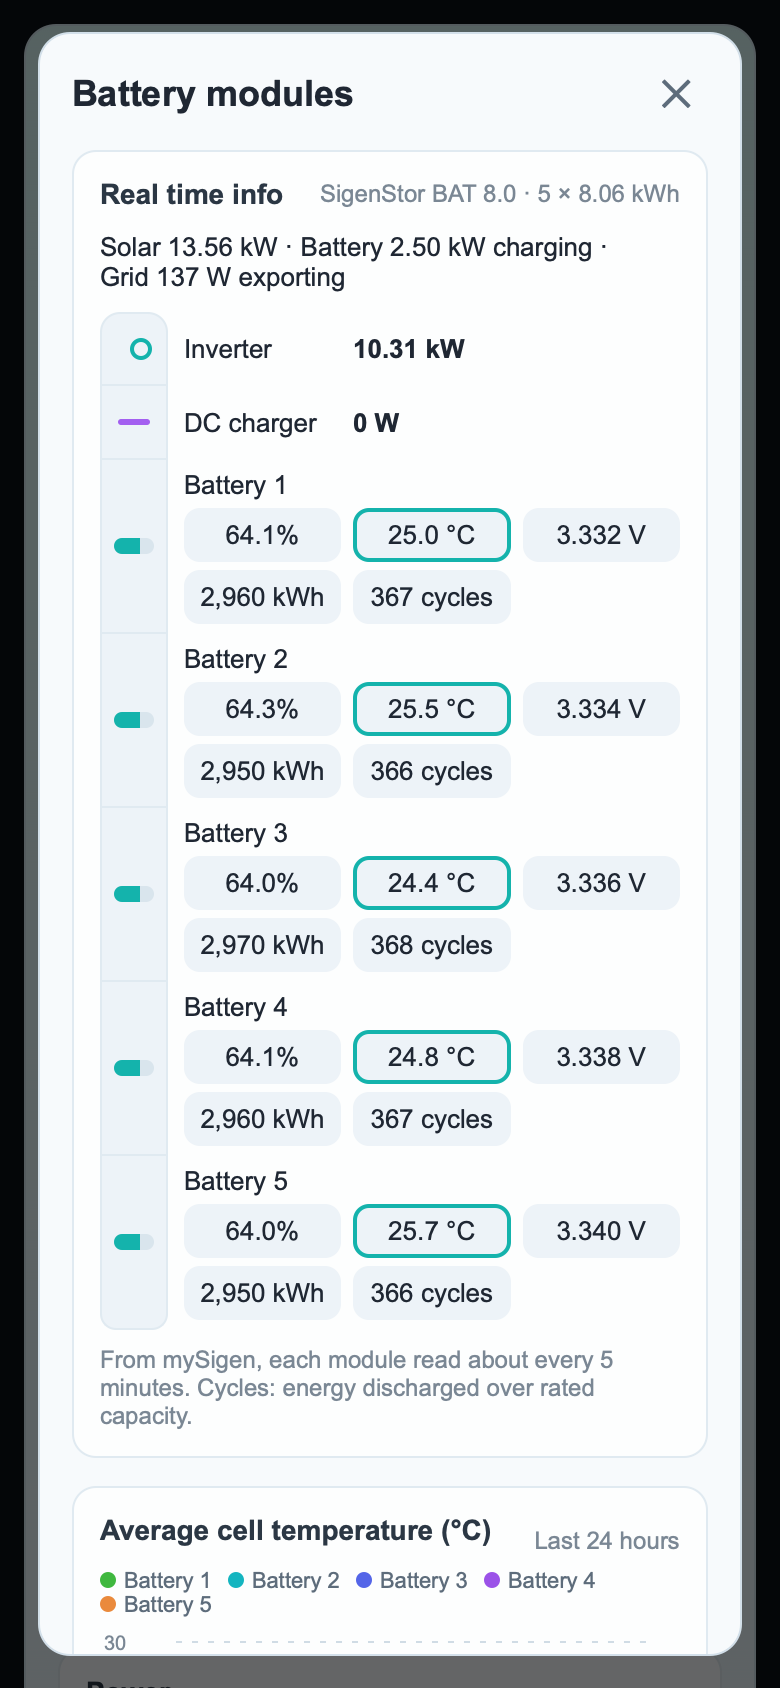 Battery modules
Real time info
SigenStor BAT 8.0 · 5 × 8.06 kWh
Solar 13.56 kW · Battery 2.50 kW charging ·
Grid 137 W exporting
Inverter 10.31 kW
DC charger 0 W
Battery 1
64.1% 25.0 °C 3.332 V
2,960 kWh 367 cycles
Battery 2
64.3% 25.5 °C 3.334 V
2,950 kWh 366 cycles
Battery 3
64.0% 24.4 °C 3.336 V
2,970 kWh 368 cycles
Battery 4
64.1% 24.8 °C 3.338 V
2,960 kWh 367 cycles
Battery 5
64.0% 25.7 °C 3.340 V
2,950 kWh 366 cycles
From mySigen, each module read about every 5
minutes. Cycles: energy discharged over rated
capacity.
Average cell temperature (°C)
Last 24 hours
Battery 1 Battery 2 Battery 3 Battery 4
Battery 5
30